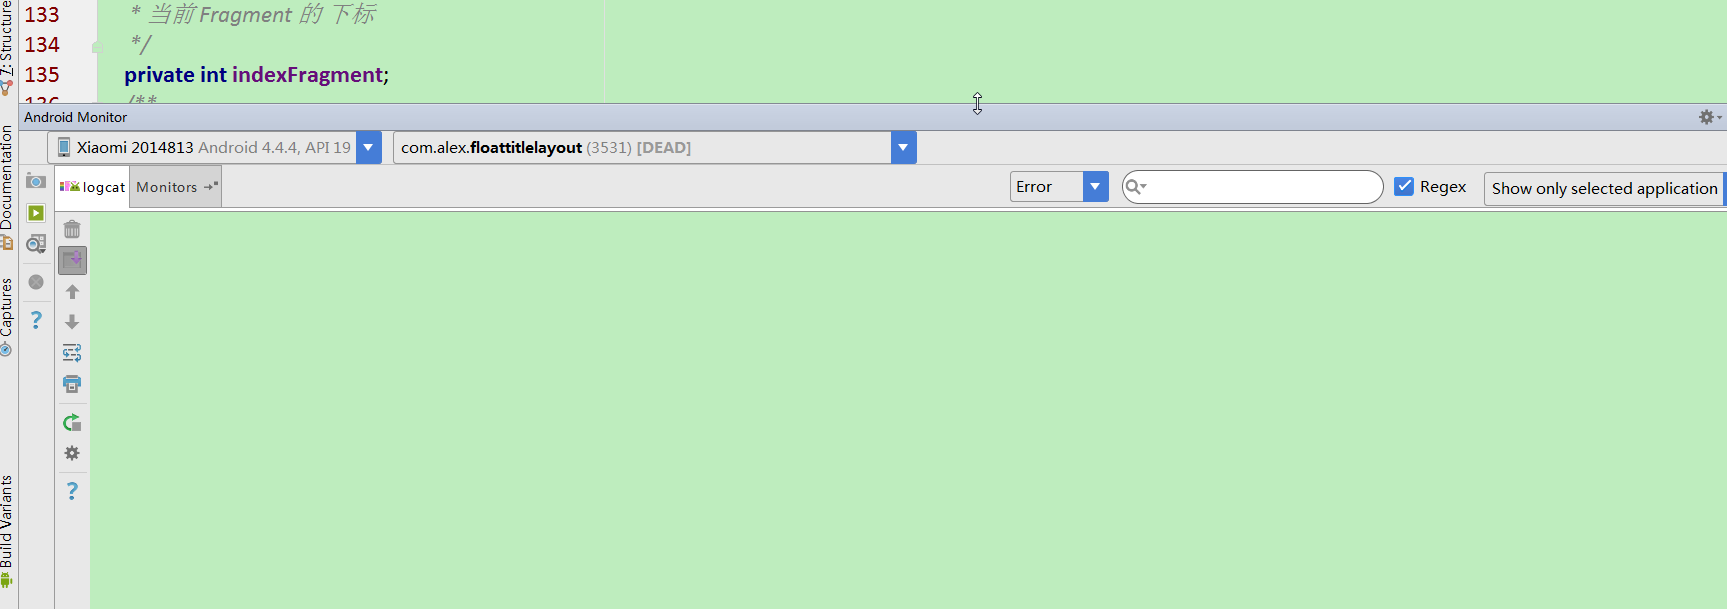 133 * 当前 Fragment 的 下标
134 */
135 private int indexFragment;
136 /**
Android Monitor
Xiaomi 2014813 Android 4.4.4, API 19
com.alex.floattitlelayout (3531) [DEAD]
logcat
Monitors
Error
Regex
Show only selected application
7: Structure
Documentation
Captures
Build Variants